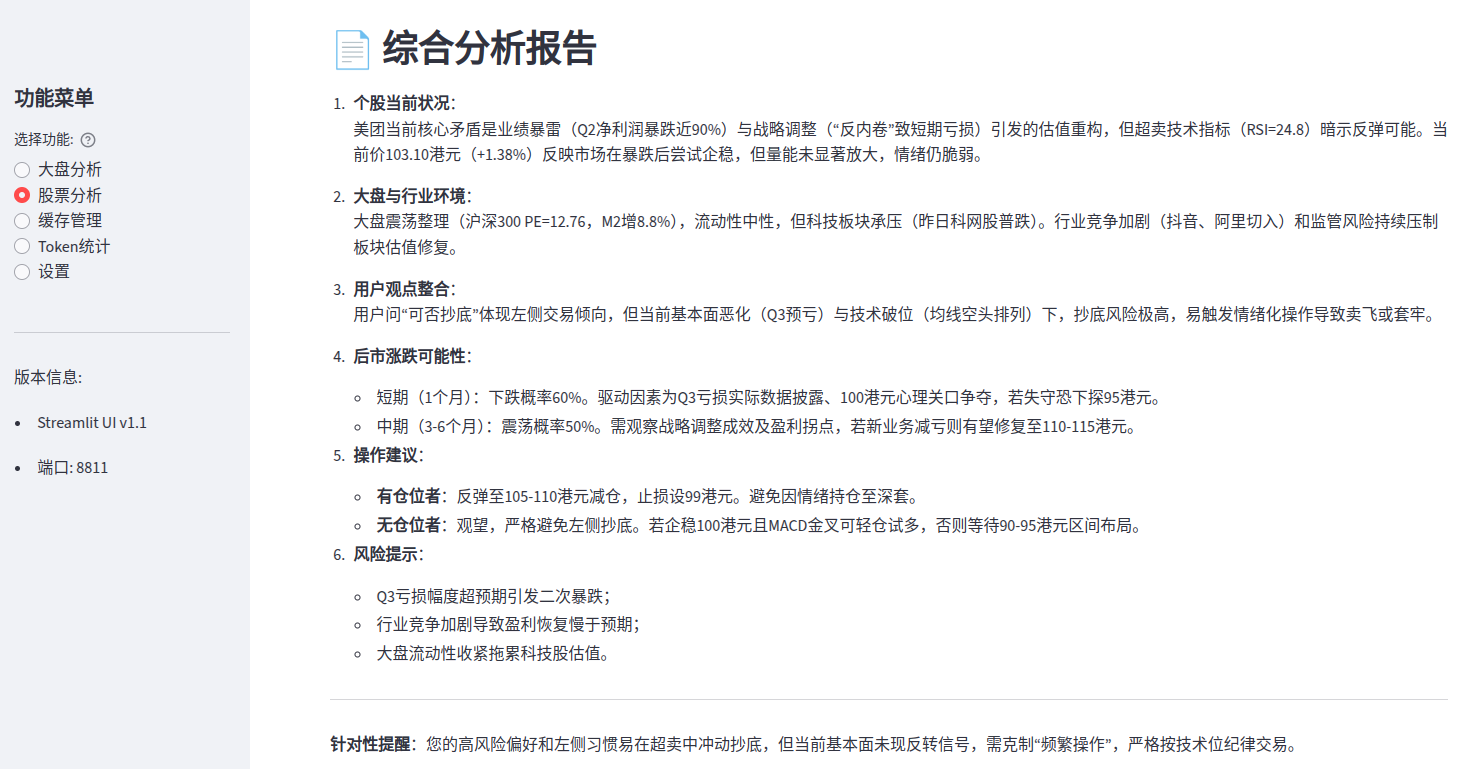 功能菜单
选择功能:
大盘分析
股票分析
缓存管理
Token统计
设置
版本信息:
Streamlit UI v1.1
端口: 8811
综合分析报告
1. 个股当前状况：
美团当前核心矛盾是业绩暴雷（Q2净利润暴跌近90%）与战略调整（“反内卷”致短期亏损）引发的估值重构，但超卖技术指标（RSI=24.8）暗示反弹可能。当
前价103.10港元（+1.38%）反映市场在暴跌后尝试企稳，但量能未显著放大，情绪仍脆弱。
2. 大盘与行业环境：
大盘震荡整理（沪深300 PE=12.76，M2增8.8%），流动性中性，但科技板块承压（昨日科网股普跌）。行业竞争加剧（抖音、阿里切入）和监管风险持续压制
板块估值修复。
3. 用户观点整合：
用户问“可否抄底”体现左侧交易倾向，但当前基本面恶化（Q3预亏）与技术破位（均线空头排列）下，抄底风险极高，易触发情绪化操作导致卖飞或套牢。
4. 后市涨跌可能性：
短期（1个月）：下跌概率60%。驱动因素为Q3亏损实际数据披露、100港元心理关口争夺，若失守恐下探95港元。
中期（3-6个月）：震荡概率50%。需观察战略调整成效及盈利拐点，若新业务减亏则有望修复至110-115港元。
5. 操作建议：
有仓位者：反弹至105-110港元减仓，止损设99港元。避免因情绪持仓至深套。
无仓位者：观望，严格避免左侧抄底。若企稳100港元且MACD金叉可轻仓试多，否则等待90-95港元区间布局。
6. 风险提示：
Q3亏损幅度超预期引发二次暴跌；
行业竞争加剧导致盈利恢复慢于预期；
大盘流动性收紧拖累科技股估值。
针对性提醒：您的高风险偏好和左侧习惯易在超卖中冲动抄底，但当前基本面未现反转信号，需克制“频繁操作”，严格按技术位纪律交易。